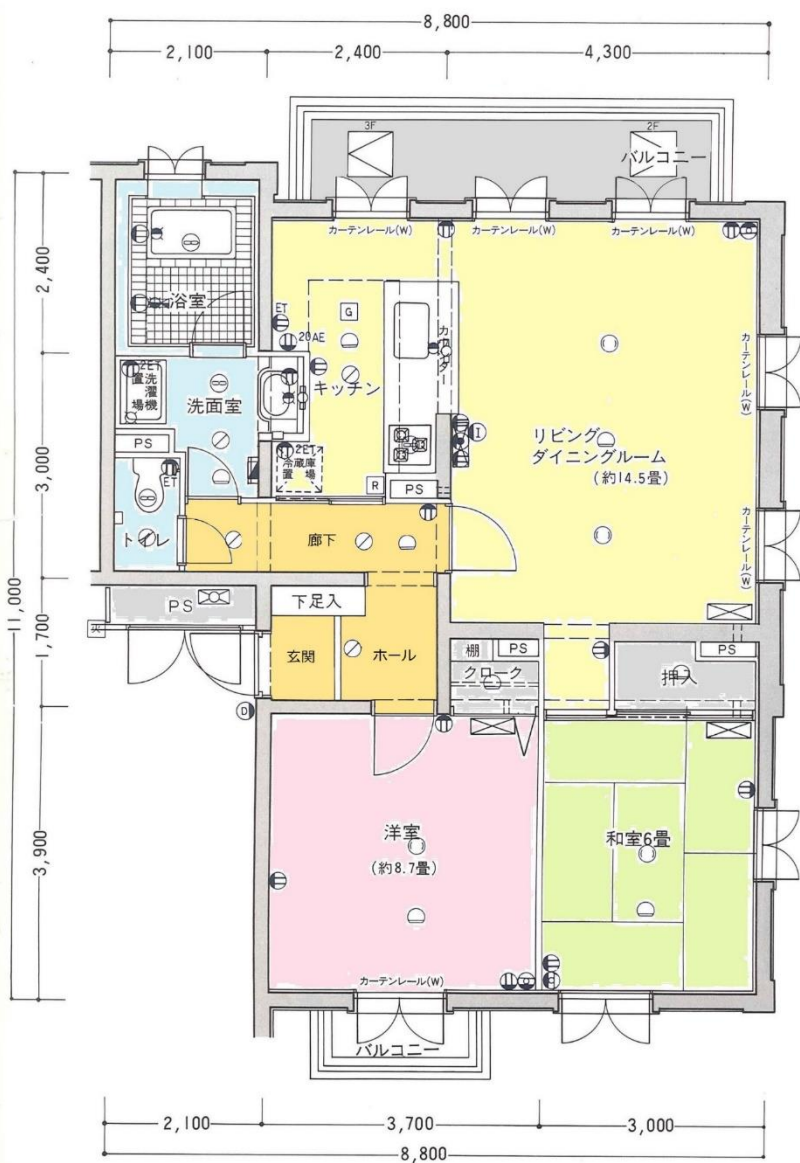 8,800
2,100
2,400
4,300
3F
2F
バルコニー
カーテンレール(W)
カーテンレール(W)
カーテンレール(W)
2,400
浴室
ET
G
20AE
カウンター
カーテンレール(W)
2ET
洗濯機
置場
洗面室
キッチン
リビング
ダイニングルーム
(約14.5畳)
I
3,000
11,000
PS
2ET
冷蔵庫
置場
R
PS
ET
トイレ
廊下
カーテンレール(W)
PS
下足入
1,700
玄関
ホール
棚
PS
クローク
PS
押入
D
3,900
洋室
(約8.7畳)
和室6畳
カーテンレール(W)
バルコニー
2,100
3,700
3,000
8,800